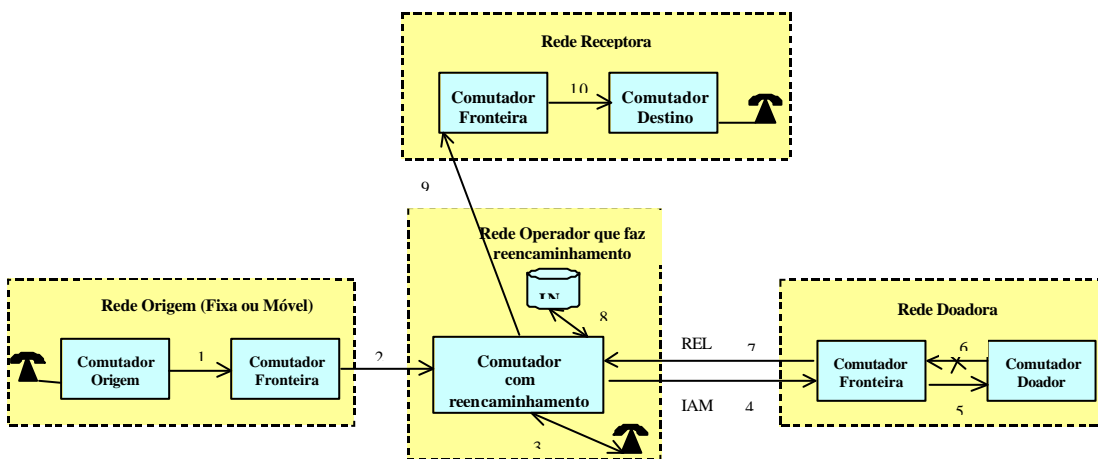 Rede Receptora
Comutador
Fronteira
10
Comutador
Destino
9
Rede Operador que faz
reencaminhamento
IN
8
Rede Origem (Fixa ou Móvel)
Comutador
Origem
1
Comutador
Fronteira
2
Comutador
com
reencaminhamento
3
REL 7
IAM 4
Rede Doadora
Comutador
Fronteira
6
5
Comutador
Doador